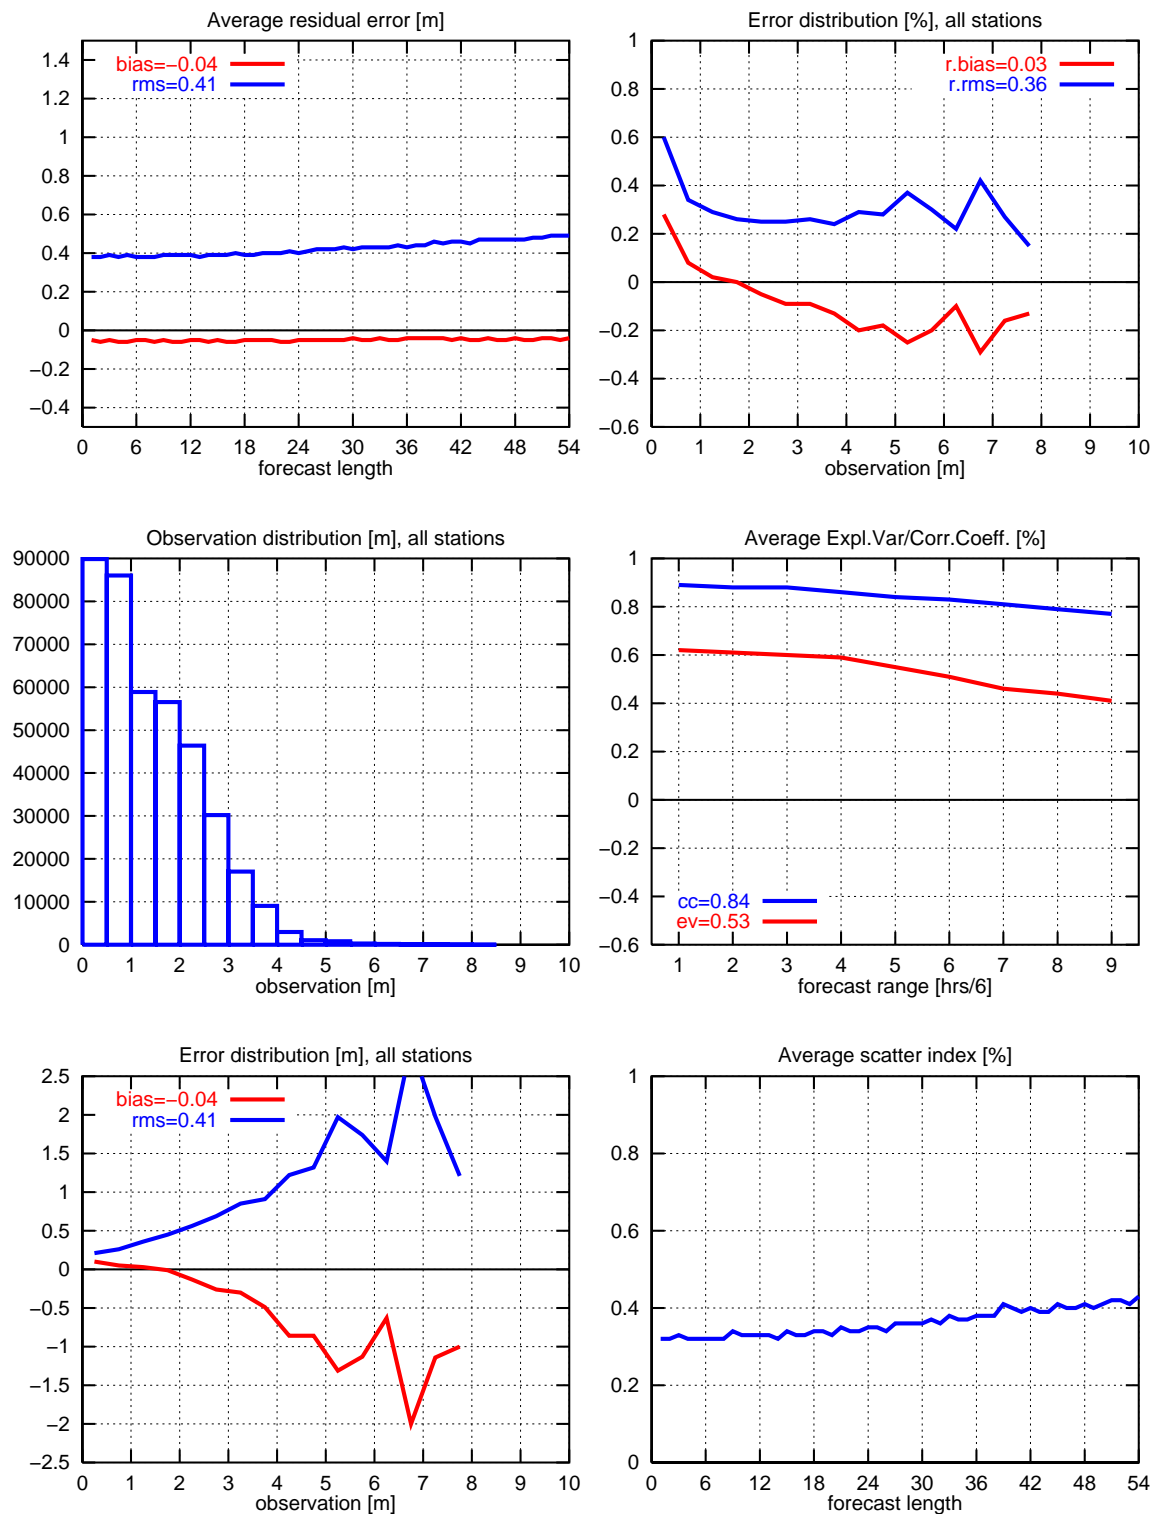 Average residual error [m]
bias=−0.04
rms=0.41
1.4
1.2
1
0.8
0.6
0.4
0.2
0
−0.2
−0.4
0 6 12 18 24 30 36 42 48 54
forecast length
Error distribution [%], all stations
r.bias=0.03
r.rms=0.36
1
0.8
0.6
0.4
0.2
0
−0.2
−0.4
−0.6
0 1 2 3 4 5 6 7 8 9 10
observation [m]
Observation distribution [m], all stations
90000
80000
70000
60000
50000
40000
30000
20000
10000
0
0 1 2 3 4 5 6 7 8 9 10
observation [m]
Average Expl.Var/Corr.Coeff. [%]
1
0.8
0.6
0.4
0.2
0
−0.2
−0.4
−0.6
cc=0.84
ev=0.53
1 2 3 4 5 6 7 8 9
forecast range [hrs/6]
Error distribution [m], all stations
bias=−0.04
rms=0.41
2.5
2
1.5
1
0.5
0
−0.5
−1
−1.5
−2
−2.5
0 1 2 3 4 5 6 7 8 9 10
observation [m]
Average scatter index [%]
1
0.8
0.6
0.4
0.2
0
0 6 12 18 24 30 36 42 48 54
forecast length